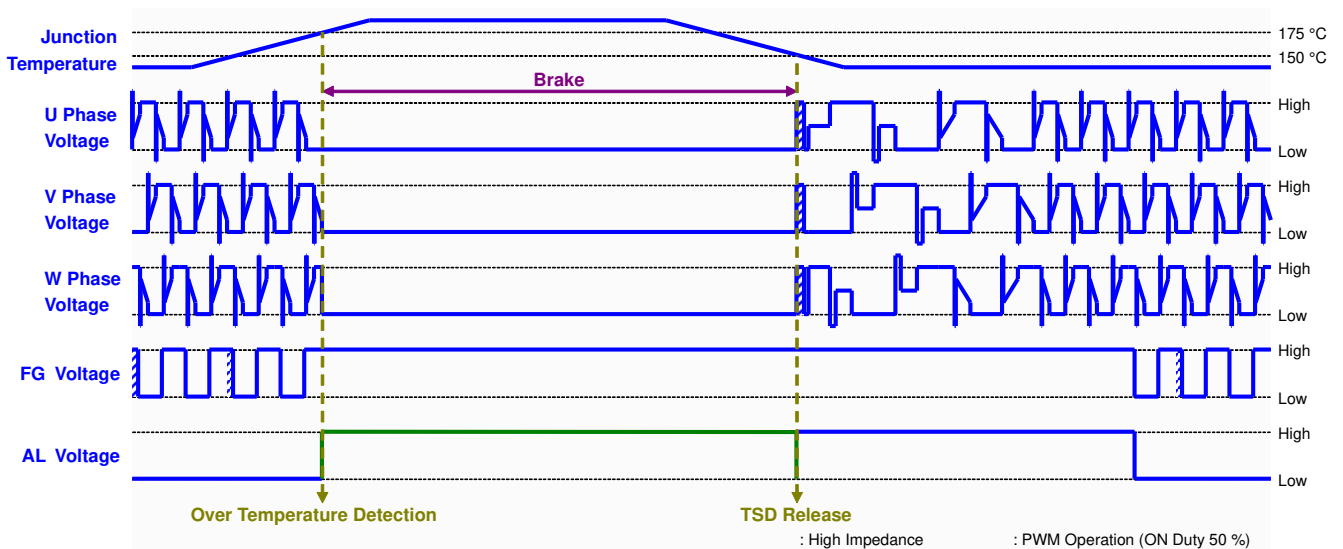 Junction
Temperature
175 °C
150 °C
Brake
U Phase
Voltage
High
Low
V Phase
Voltage
High
Low
W Phase
Voltage
High
Low
FG Voltage
High
Low
AL Voltage
High
Low
Over Temperature Detection
TSD Release
: High Impedance
: PWM Operation (ON Duty 50 %)